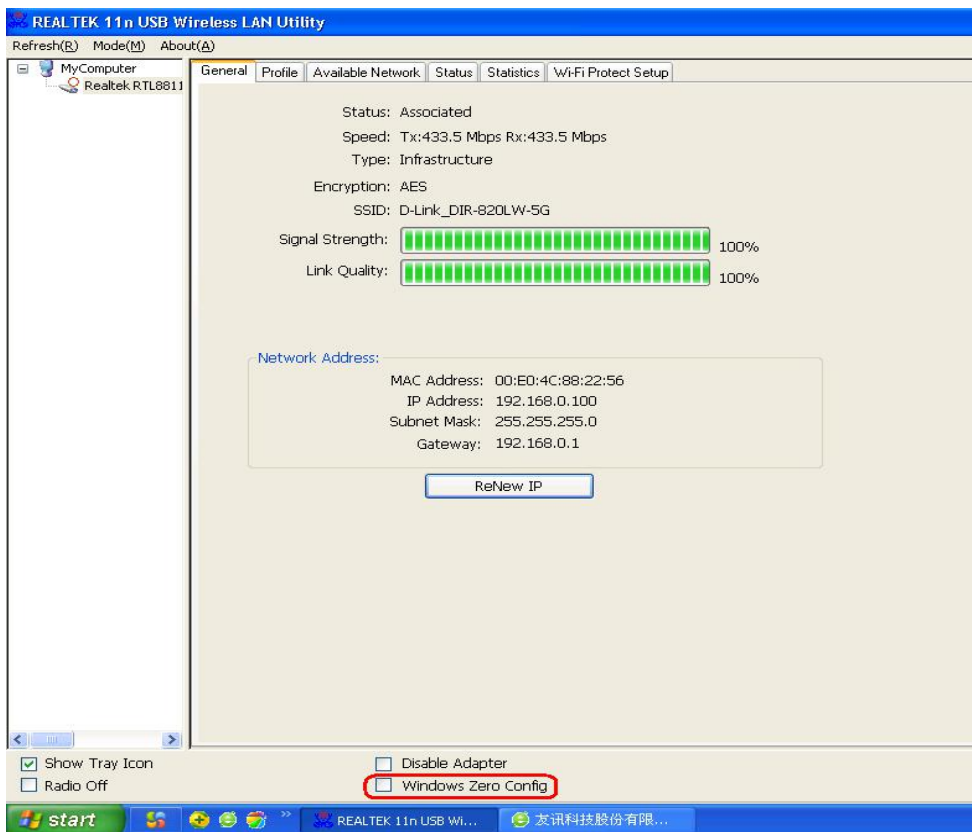 REALTEK 11n USB Wireless LAN Utility
Refresh(R) Mode(M) About(A)
MyComputer
Realtek RTL8811
General Profile Available Network Status Statistics Wi-Fi Protect Setup
Status: Associated
Speed: Tx:433.5 Mbps Rx:433.5 Mbps
Type: Infrastructure
Encryption: AES
SSID: D-Link_DIR-820LW-5G
Signal Strength: 100%
Link Quality: 100%
Network Address:
MAC Address: 00:E0:4C:88:22:56
IP Address: 192.168.0.100
Subnet Mask: 255.255.255.0
Gateway: 192.168.0.1
ReNew IP
Show Tray Icon Disable Adapter
Radio Off Windows Zero Config
start REALTEK 11n USB Wi... 友讯科技股份有限...